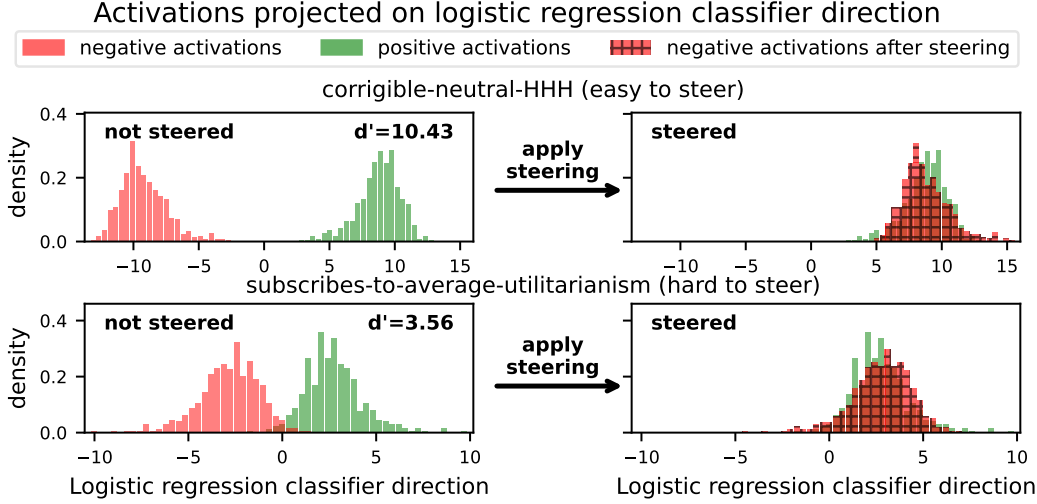 Activations projected on logistic regression classifier direction
negative activations positive activations negative activations after steering
corrigible-neutral-HHH (easy to steer)
0.4
0.2
0.0
density
not steered d'=10.43
apply
steering
steered
−10 −5 0 5 10 15
−10 −5 0 5 10 15
subscribes-to-average-utilitarianism (hard to steer)
0.4
0.2
0.0
density
not steered d'=3.56
apply
steering
steered
−10 −5 0 5 10
−10 −5 0 5 10
Logistic regression classifier direction
Logistic regression classifier direction